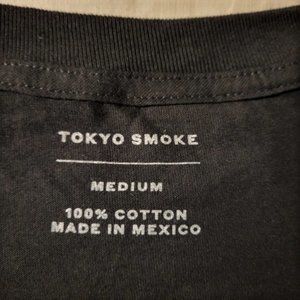 TOKYO SMOKE
MEDIUM
100% COTTON
MADE IN MEXICO